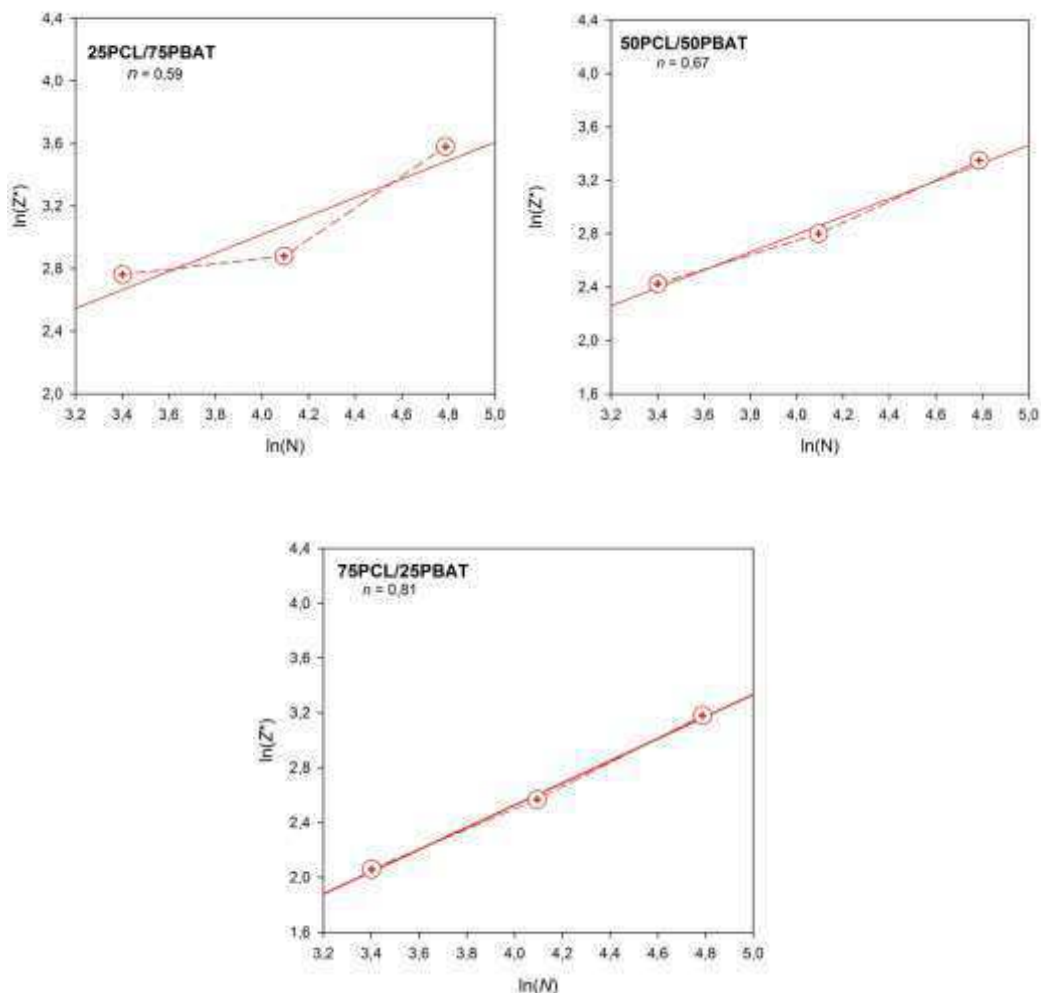 25PCL/75PBAT
n = 0,59
ln(Z*)
4,4
4,0
3,6
3,2
2,8
2,4
2,0
3,2 3,4 3,6 3,8 4,0 4,2 4,4 4,6 4,8 5,0
ln(N)
50PCL/50PBAT
n = 0,67
ln(Z*)
4,4
4,0
3,6
3,2
2,8
2,4
2,0
1,6
3,2 3,4 3,6 3,8 4,0 4,2 4,4 4,6 4,8 5,0
ln(N)
75PCL/25PBAT
n = 0,81
ln(Z*)
4,4
4,0
3,6
3,2
2,8
2,4
2,0
1,6
3,2 3,4 3,6 3,8 4,0 4,2 4,4 4,6 4,8 5,0
ln(N)